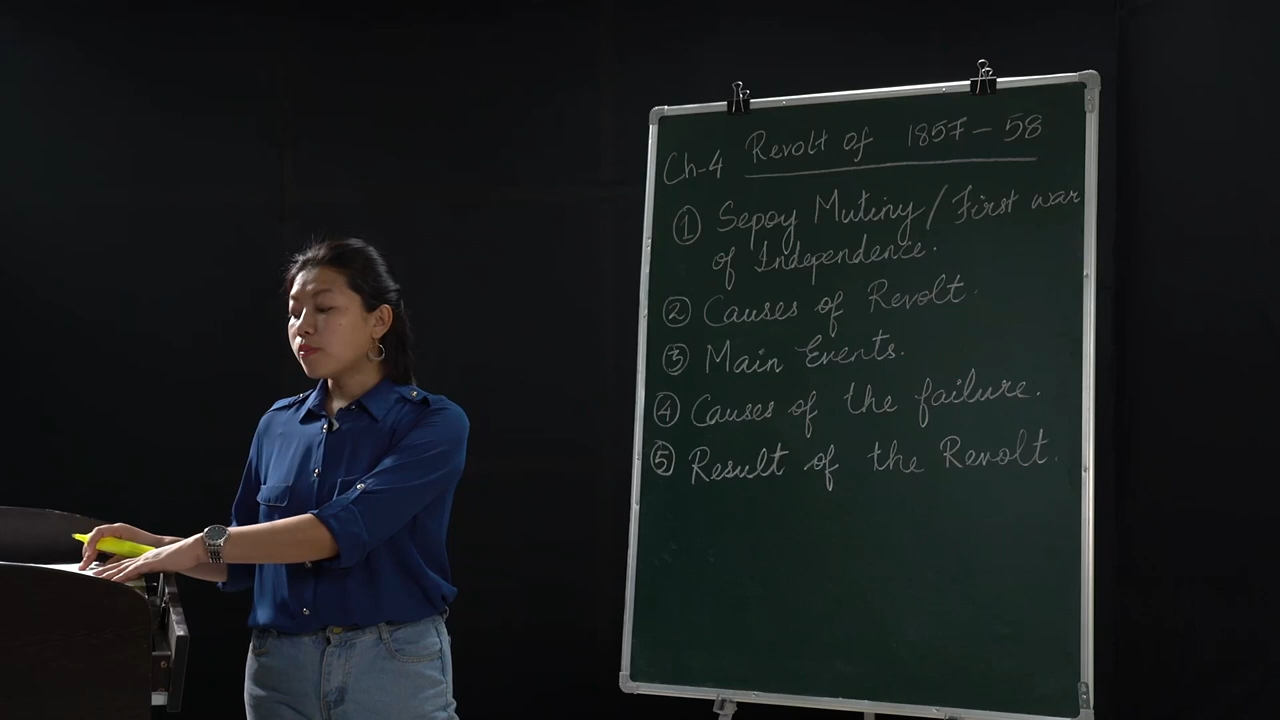 Ch-4 Revolt of 1857-58
① Sepoy Mutiny / First war
of Independence.
② Causes of Revolt.
③ Main Events.
④ Causes of the failure.
⑤ Result of the Revolt.